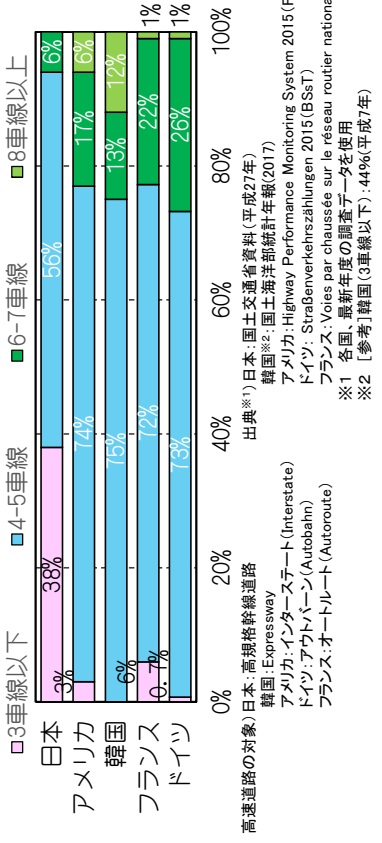 ■3車線以下 ■4-5車線 ■6-7車線 ■8車線以上
日本 38% 56% 6%
アメリカ 3% 74% 17% 6%
韓国 75% 13% 12%
フランス 6% 72% 22% 1%
ドイツ 0.7% 73% 26% 1%
0% 20% 40% 60% 80% 100%
高速道路の対象)日本:高規格幹線道路
韓国:Expressway
アメリカ:インターステート(Interstate)
ドイツ:アウトバーン(Autobahn)
フランス:オートルート(Autoroute)
出典※1)日本:国土交通省資料(平成27年)
韓国※2:国土海洋部統計年報(2017)
アメリカ:Highway Performance Monitoring System 2015(F
ドイツ: Straßenverkehrszählungen 2015(BSsT)
フランス:Voies par chaussée sur le réseau routier nationa
※1 各国、最新年度の調査データを使用
※2 [参考]韓国(3車線以下):44%(平成7年)